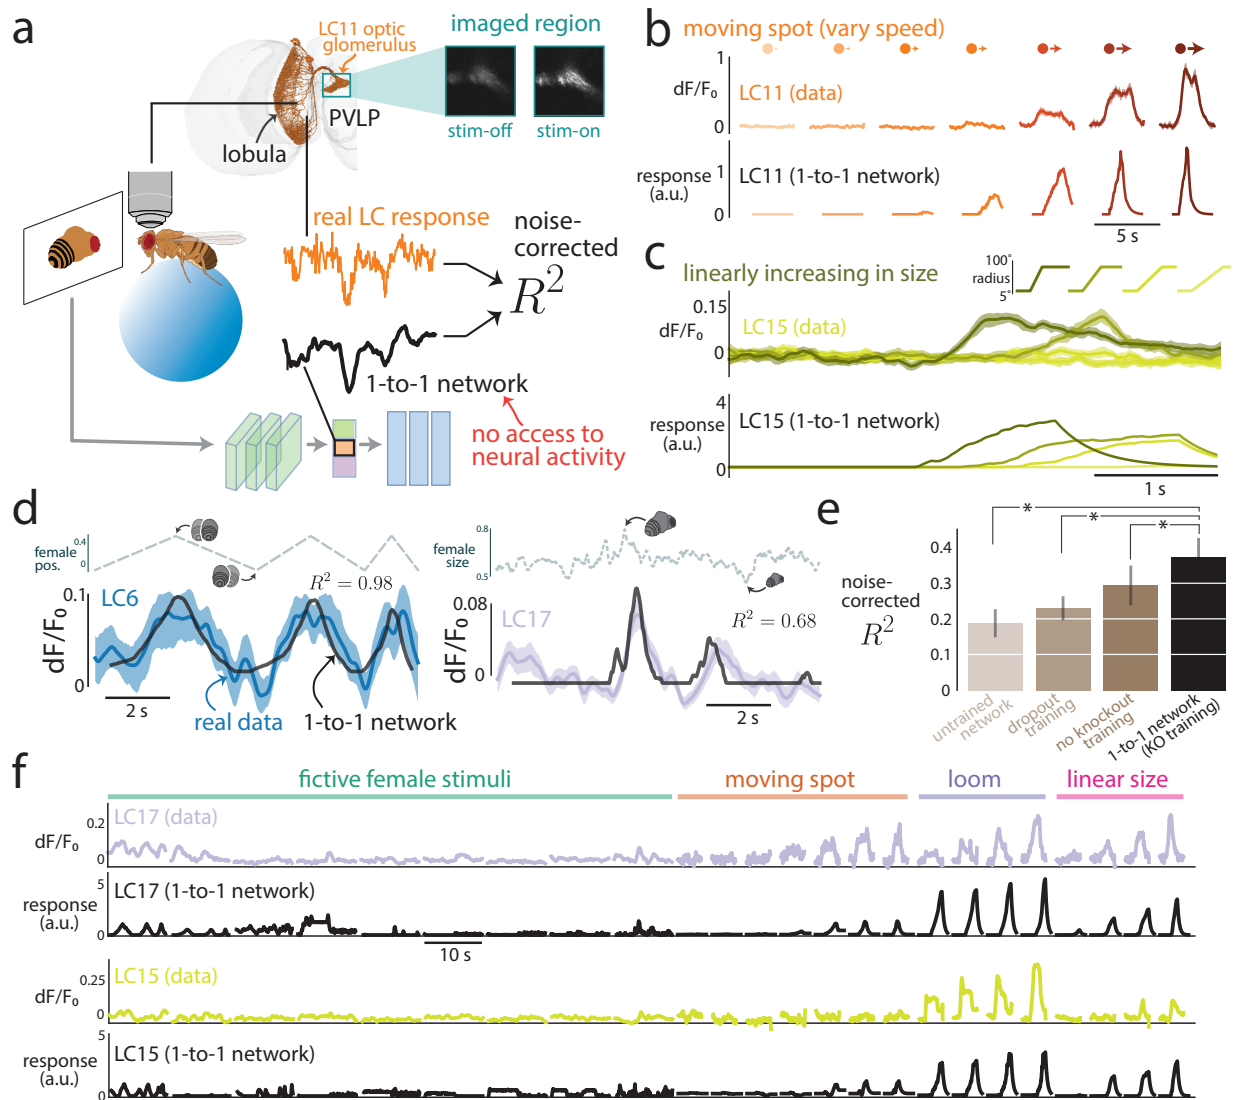 a
LC11 optic
glomerulus
imaged region
PVLP
lobula
stim-off
stim-on
real LC response
noise-
corrected
R²
1-to-1 network
no access to
neural activity
b
moving spot (vary speed)
1
dF/F₀
0
LC11 (data)
response
(a.u.)
1
0
LC11 (1-to-1 network)
5 s
c
linearly increasing in size
100°
radius
5°
0.15
dF/F₀
0
LC15 (data)
4
response
(a.u.)
0
LC15 (1-to-1 network)
1 s
d
female
pos.
0.4
0
R² = 0.98
0.1
dF/F₀
0
LC6
2 s
real data
1-to-1 network
female
size
0.8
0.5
R² = 0.68
0.08
dF/F₀
0
LC17
2 s
e
*
*
*
noise-
corrected
R²
0.4
0.3
0.2
0.1
0
untrained
network
dropout
training
no knockout
training
1-to-1 network
(KO training)
f
fictive female stimuli
moving spot
loom
linear size
LC17 (data)
0.2
dF/F₀
0
LC17 (1-to-1 network)
5
response
(a.u.)
0
10 s
LC15 (data)
0.25
dF/F₀
0
LC15 (1-to-1 network)
5
response
(a.u.)
0